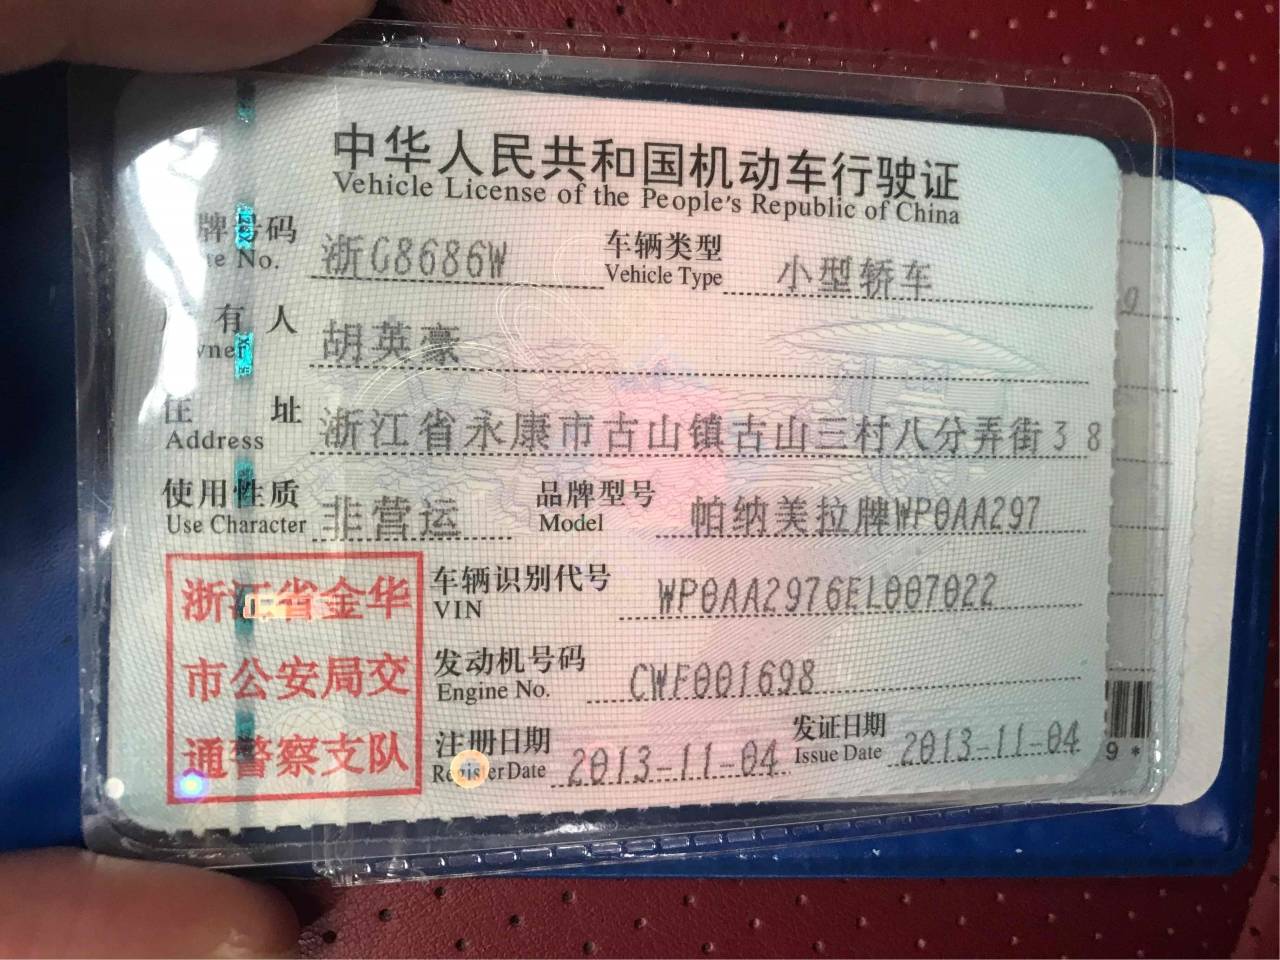 中华人民共和国机动车行驶证
Vehicle License of the People's Republic of China
牌号码 浙G8686W 车辆类型 小型轿车
No. Vehicle Type
有人 胡英豪
住址 浙江省永康市古山镇古山三村八分弄街38
Address
使用性质 非营运 品牌型号 帕纳美拉牌WP0AA297
Use Character Model
浙江省金华
市公安局交
通警察支队
车辆识别代号 WP0AA2976EL007022
VIN
发动机号码 CWF001698
Engine No.
注册日期 2013-11-04 发证日期 2013-11-04
Register Date Issue Date
9*